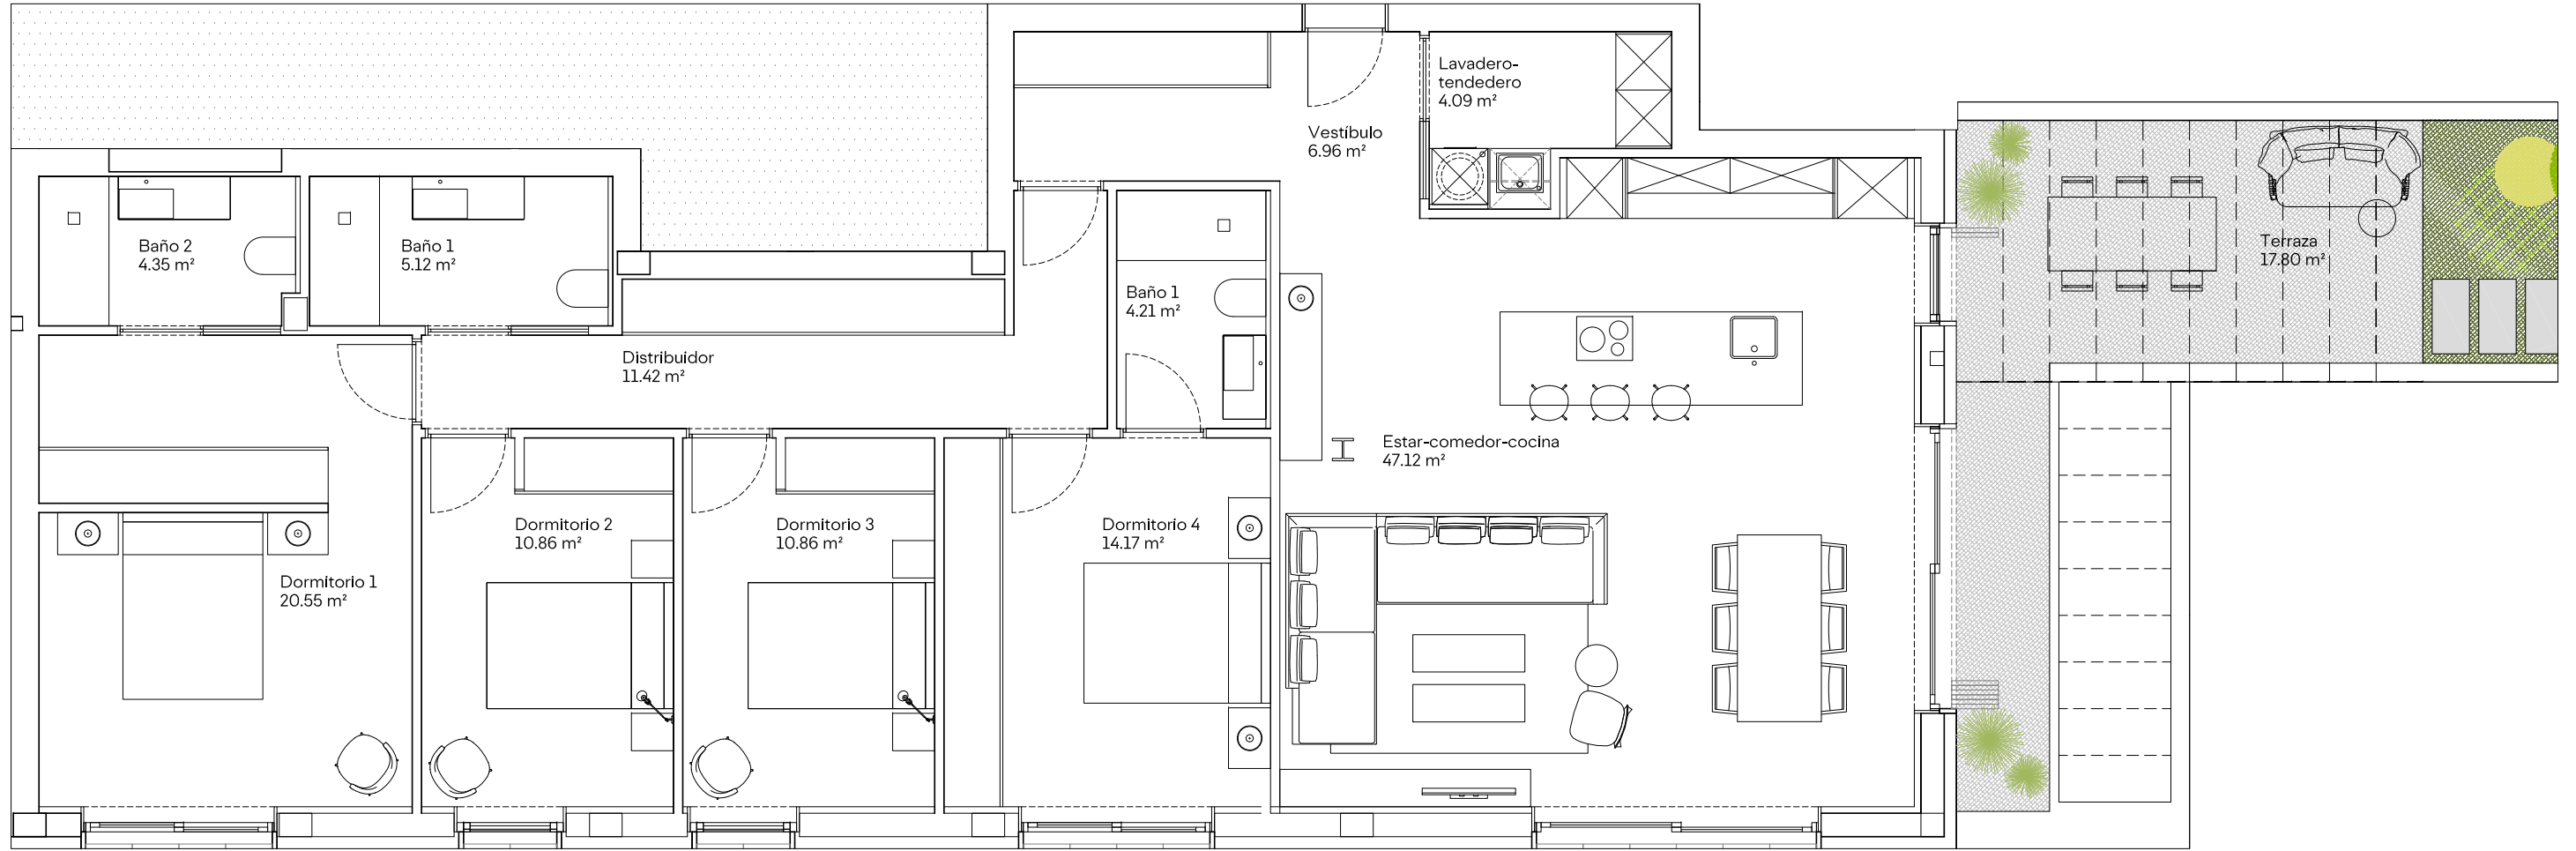 Lavadero-
tendedero
4.09 m²
Vestíbulo
6.96 m²
Baño 2
4.35 m²
Baño 1
5.12 m²
Terraza
17.80 m²
Baño 1
4.21 m²
Distribuidor
11.42 m²
Estar-comedor-cocina
47.12 m²
Dormitorio 2
10.86 m²
Dormitorio 3
10.86 m²
Dormitorio 4
14.17 m²
Dormitorio 1
20.55 m²